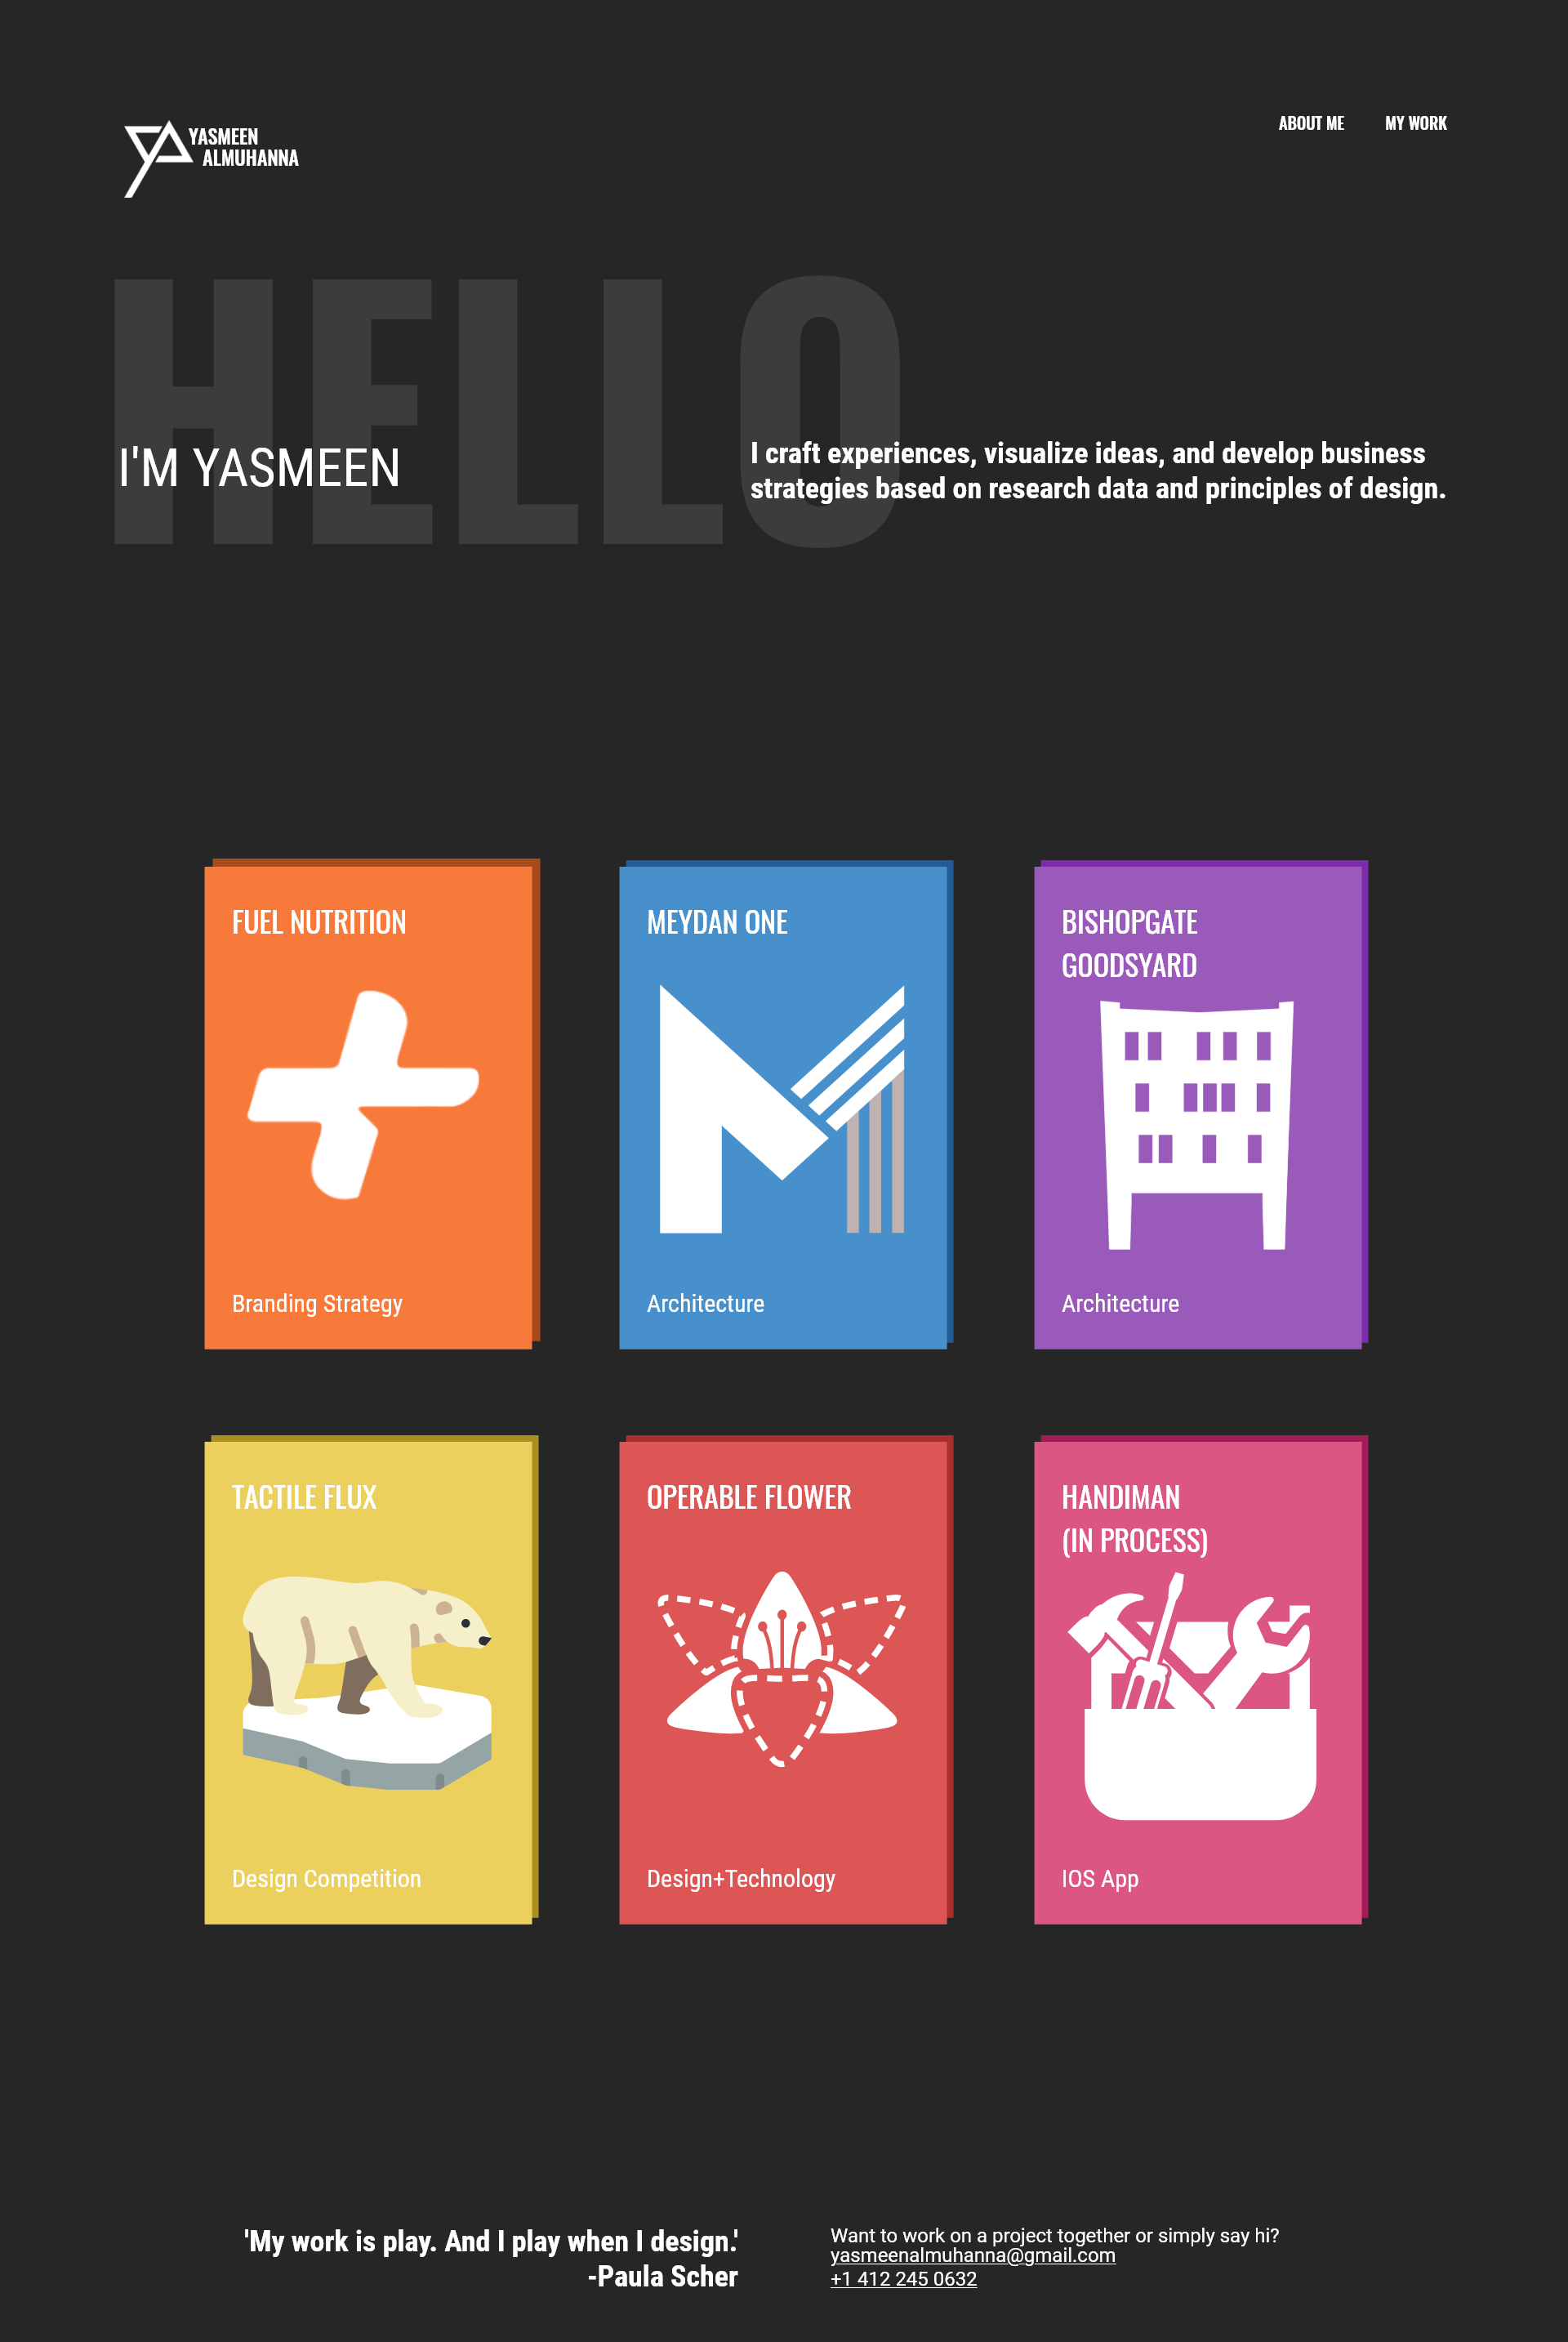 YASMEEN
ALMUHANNA
ABOUT ME
MY WORK
HELLO
I'M YASMEEN
I craft experiences, visualize ideas, and develop business
strategies based on research data and principles of design.
FUEL NUTRITION
Branding Strategy
MEYDAN ONE
Architecture
BISHOPGATE
GOODSYARD
Architecture
TACTILE FLUX
Design Competition
OPERABLE FLOWER
Design+Technology
HANDIMAN
(IN PROCESS)
IOS App
'My work is play. And I play when I design.'
-Paula Scher
Want to work on a project together or simply say hi?
yasmeenalmuhanna@gmail.com
+1 412 245 0632